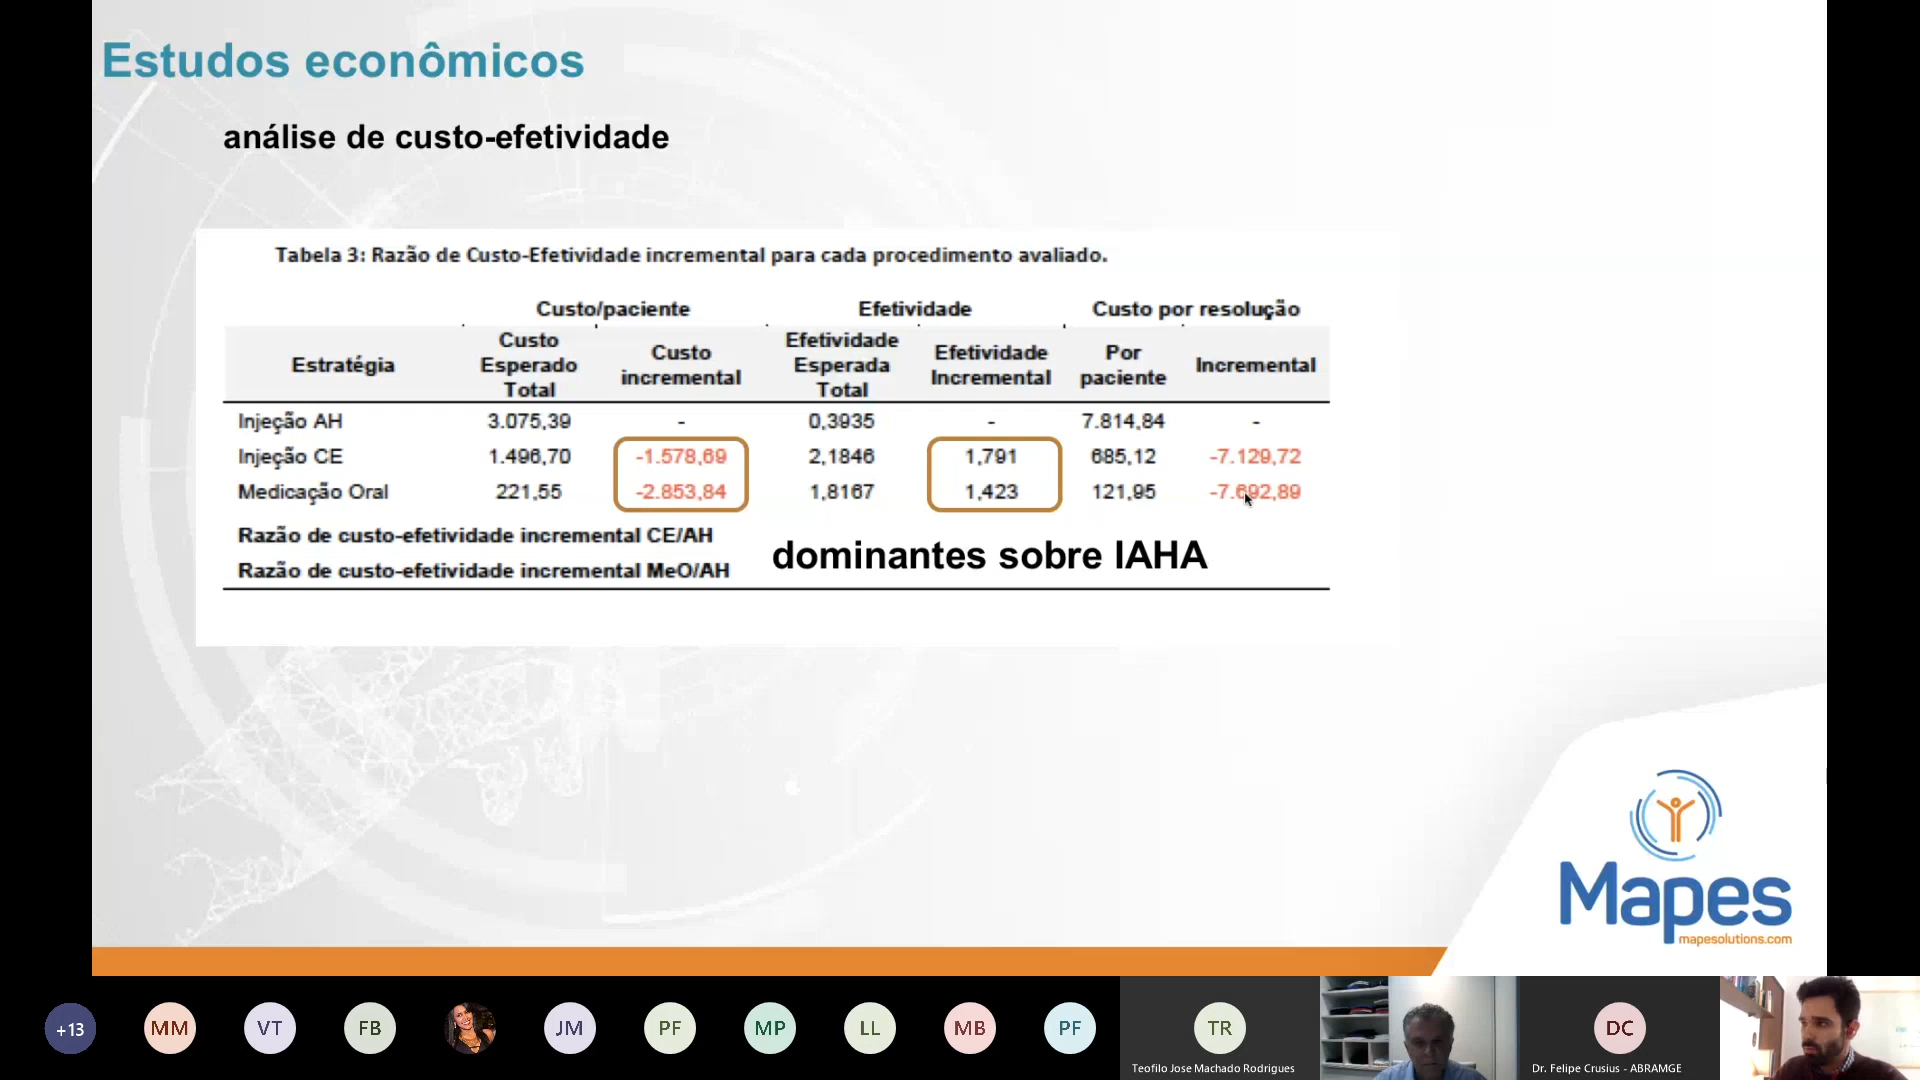 Estudos econômicos
análise de custo-efetividade
Tabela 3: Razão de Custo-Efetividade incremental para cada procedimento avaliado.
Custo/paciente Efetividade Custo por resolução
Estratégia Custo Esperado Total Custo incremental Efetividade Esperada Total Efetividade Incremental Por paciente Incremental
Injeção AH 3.075,39 - 0,3935 - 7.814,84 -
Injeção CE 1.496,70 -1.578,69 2,1846 1,791 685,12 -7.129,72
Medicação Oral 221,55 -2.853,84 1,8167 1,423 121,95 -7.692,89
Razão de custo-efetividade incremental CE/AH
dominantes sobre IAHA
Razão de custo-efetividade incremental MeO/AH
Mapes
mapesolutions.com
+13 MM VT FB JM PF MP LL MB PF TR DC
Teofilo Jose Machado Rodrigues
Dr. Felipe Crusius - ABRAMGE